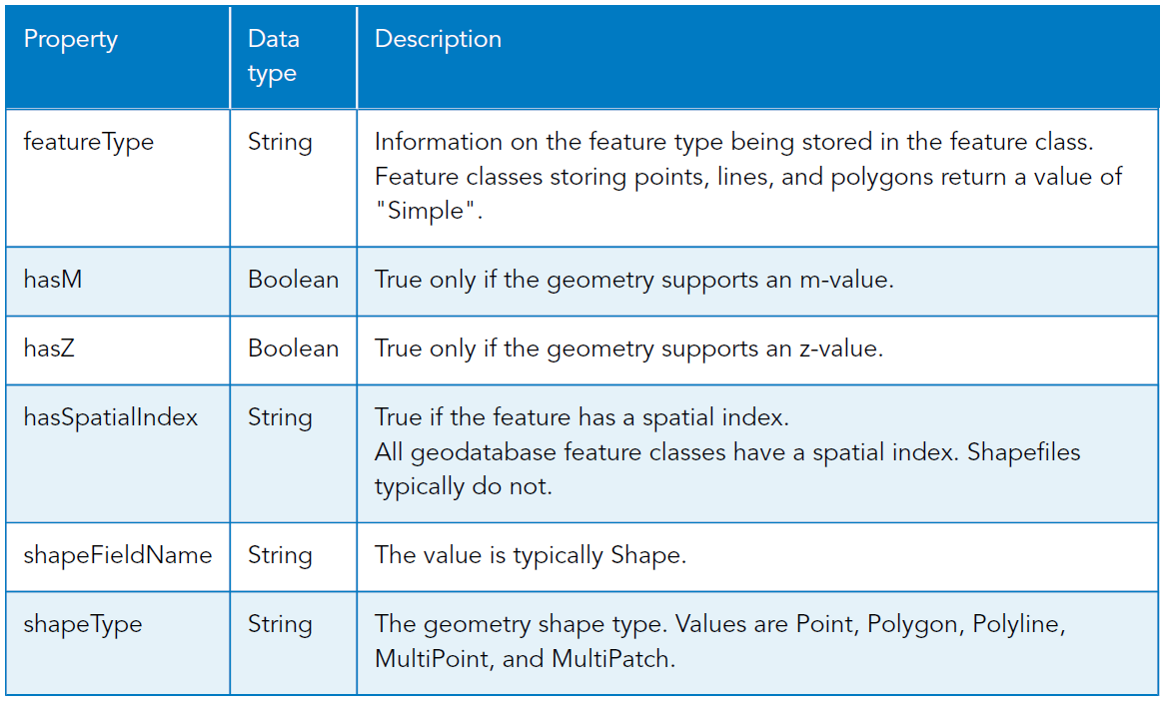 Property
Data
type
Description
featureType
String
Information on the feature type being stored in the feature class.
Feature classes storing points, lines, and polygons return a value of
"Simple".
hasM
Boolean
True only if the geometry supports an m-value.
hasZ
Boolean
True only if the geometry supports an z-value.
hasSpatialIndex
String
True if the feature has a spatial index.
All geodatabase feature classes have a spatial index. Shapefiles
typically do not.
shapeFieldName
String
The value is typically Shape.
shapeType
String
The geometry shape type. Values are Point, Polygon, Polyline,
MultiPoint, and MultiPatch.